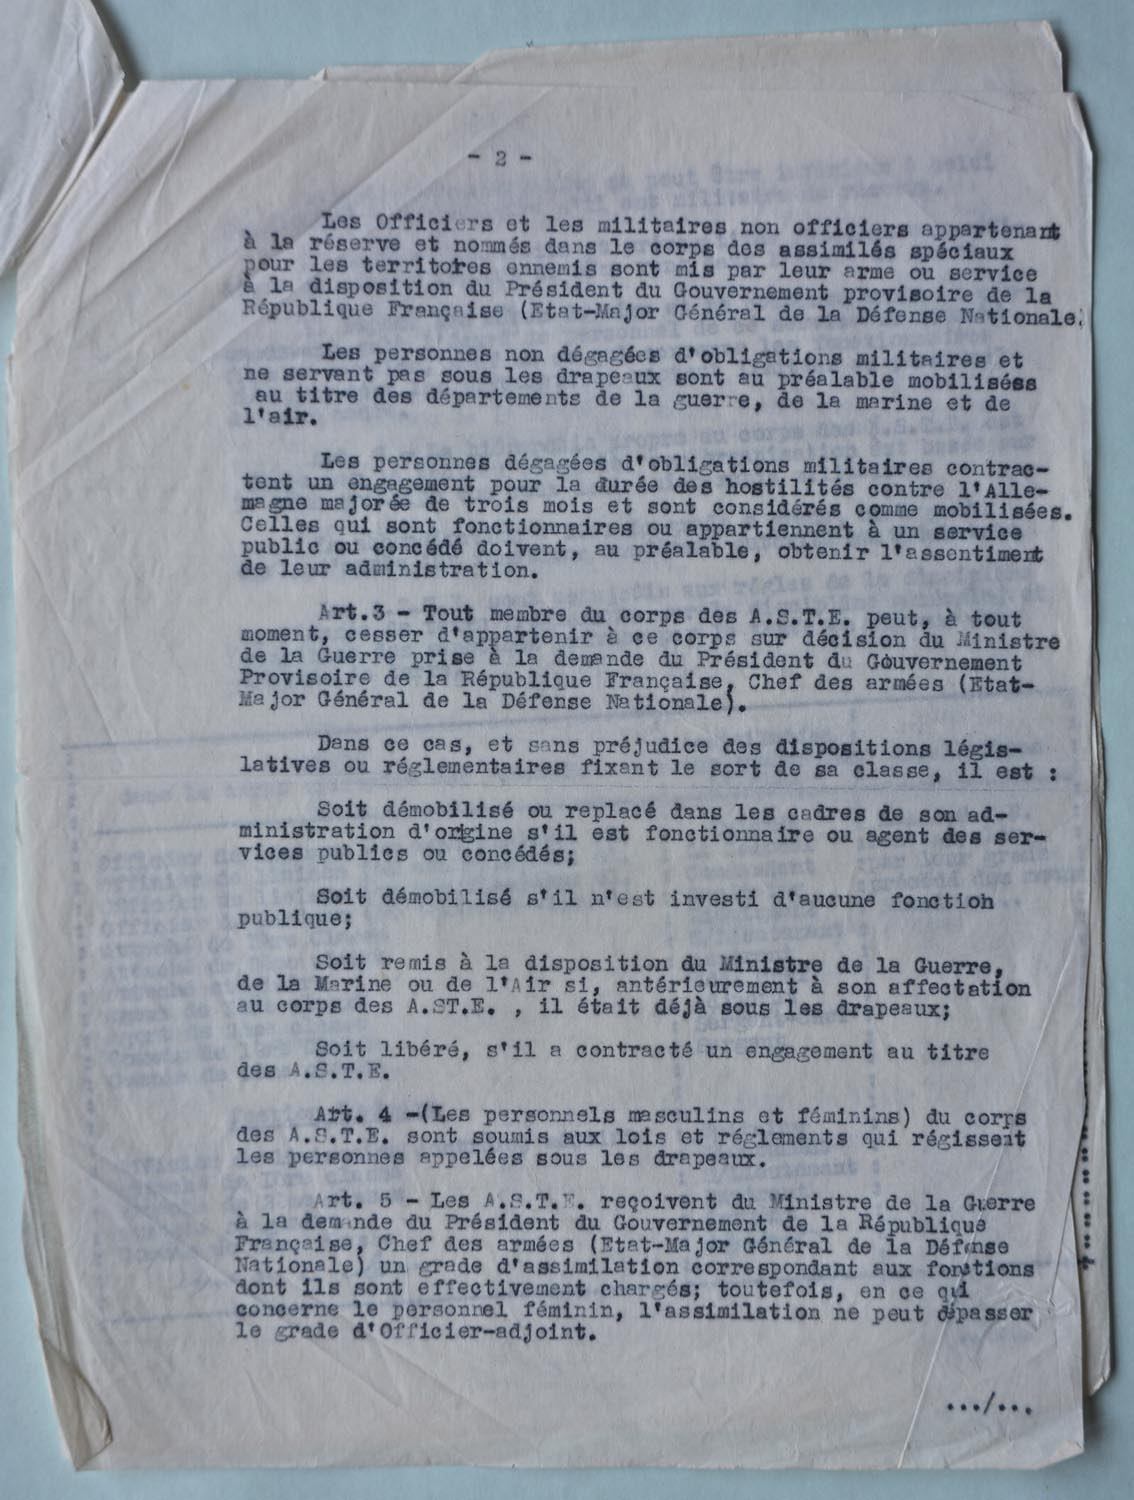 - 2 -
Les Officiers et les militaires non officiers appartenant
à la réserve et nommés dans le corps des assimilés spéciaux
pour les territoires ennemis sont mis par leur arme ou service
à la disposition du Président du Gouvernement provisoire de la
République Française (Etat-Major Général de la Défense Nationale.
Les personnes non dégagées d'obligations militaires et
ne servant pas sous les drapeaux sont au préalable mobilisées
au titre des départements de la guerre, de la marine et de
l'air.
Les personnes dégagées d'obligations militaires contrac-
tent un engagement pour la durée des hostilités contre l'Alle-
magne majorée de trois mois et sont considérés comme mobilisées.
Celles qui sont fonctionnaires ou appartiennent à un service
public ou concédé doivent, au préalable, obtenir l'assentiment
de leur administration.
Art.3 - Tout membre du corps des A.S.T.E. peut, à tout
moment, cesser d'appartenir à ce corps sur décision du Ministre
de la Guerre prise à la demande du Président du Gouvernement
Provisoire de la République Française, Chef des armées (Etat-
Major Général de la Défense Nationale).
Dans ce cas, et sans préjudice des dispositions légis-
latives ou réglementaires fixant le sort de sa classe, il est :
Soit démobilisé ou replacé dans les cadres de son ad-
ministration d'origine s'il est fonctionnaire ou agent des ser-
vices publics ou concédés;
Soit démobilisé s'il n'est investi d'aucune fonctioh
publique;
Soit remis à la disposition du Ministre de la Guerre,
de la Marine ou de l'Air si, antérieurement à son affectation
au corps des A.ST.E. , il était déjà sous les drapeaux;
Soit libéré, s'il a contracté un engagement au titre
des A.S.T.E.
Art. 4 -(Les personnels masculins et féminins) du corps
des A.S.T.E. sont soumis aux lois et réglements qui régissent
les personnes appelées sous les drapeaux.
Art. 5 - Les A.S.T.E. reçoivent du Ministre de la Guerre
à la demande du Président du Gouvernement de la République
Française, Chef des armées (Etat-Major Général de la Défense
Nationale) un grade d'assimilation correspondant aux fonctions
dont ils sont effectivement chargés; toutefois, en ce qui
concerne le personnel féminin, l'assimilation ne peut dépasser
le grade d'Officier-adjoint.
.../...